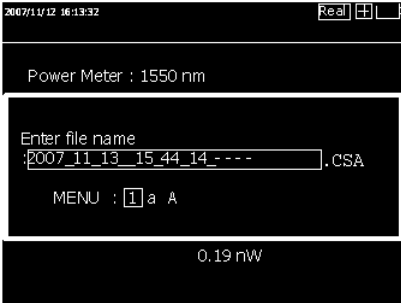 2007/11/12 16:13:32 Real
Power Meter : 1550 nm
Enter file name
:2007_11_13__15_44_14_---- .CSA
MENU : 1 a A
0.19 nW